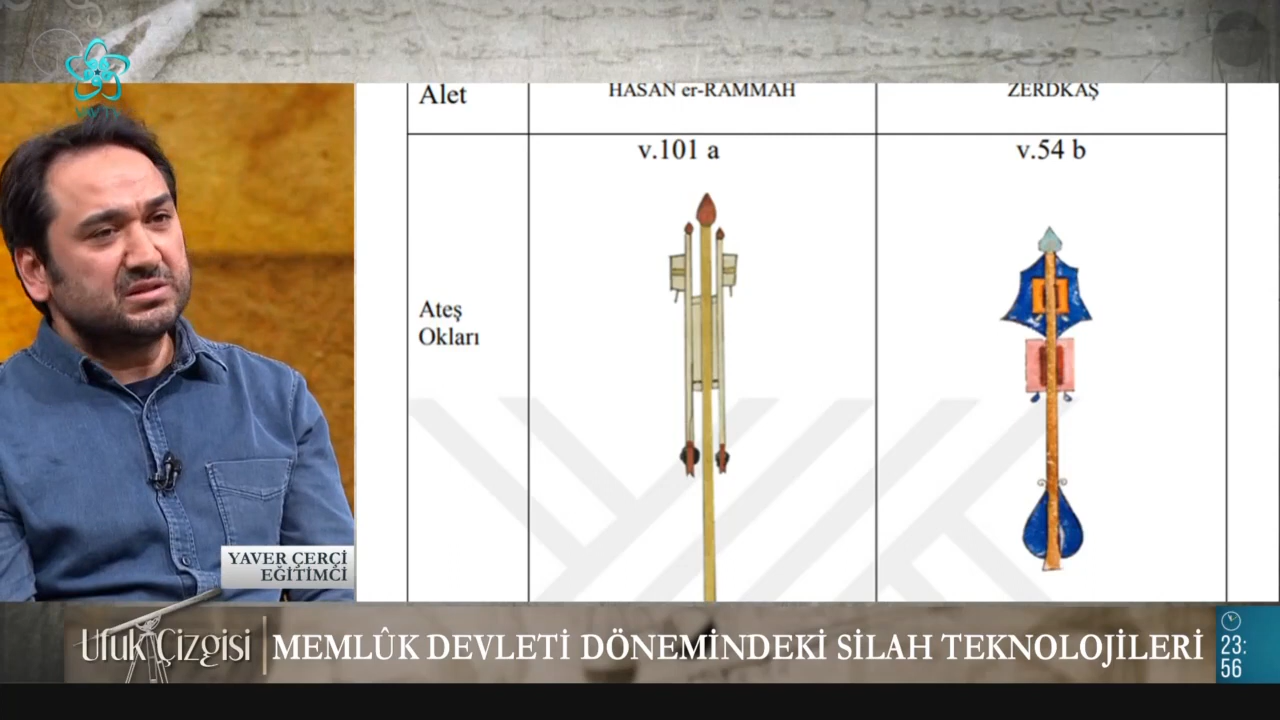 Alet
HASAN er-RAMMAH
ZERDKAŞ
v.101 a
v.54 b
Ateş
Okları
YAVER ÇERÇİ
EĞİTİMCİ
Ufuk Çizgisi
MEMLÛK DEVLETİ DÖNEMİNDEKİ SİLAH TEKNOLOJİLERİ
23:
56